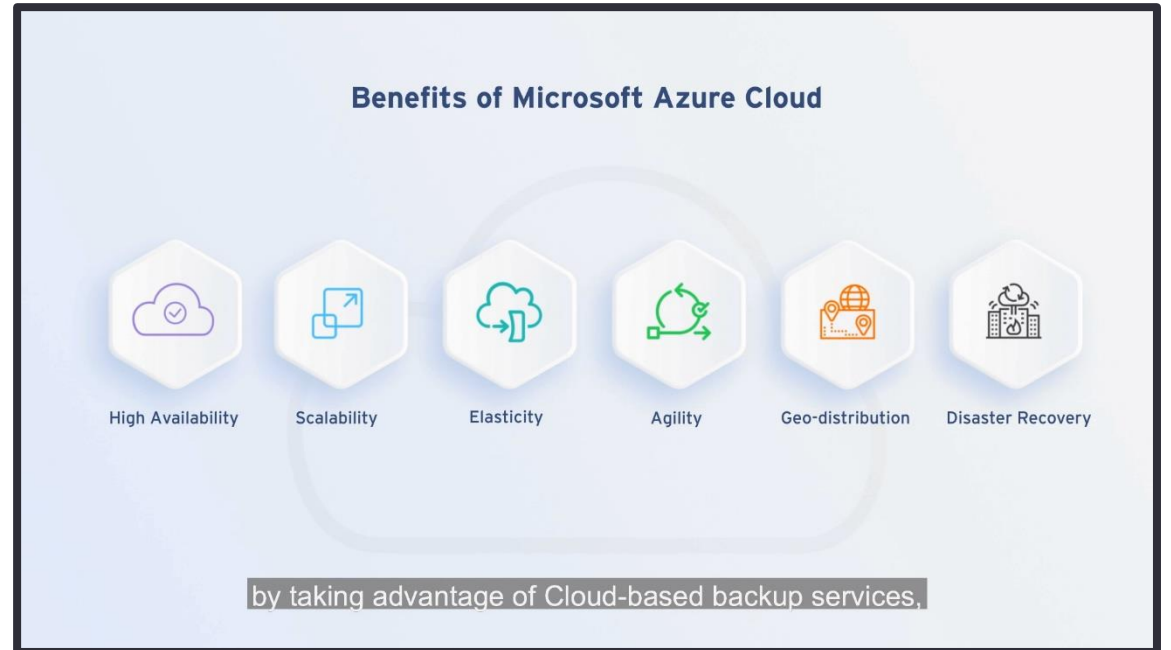 Benefits of Microsoft Azure Cloud
High Availability
Scalability
Elasticity
Agility
Geo-distribution
Disaster Recovery
by taking advantage of Cloud-based backup services,